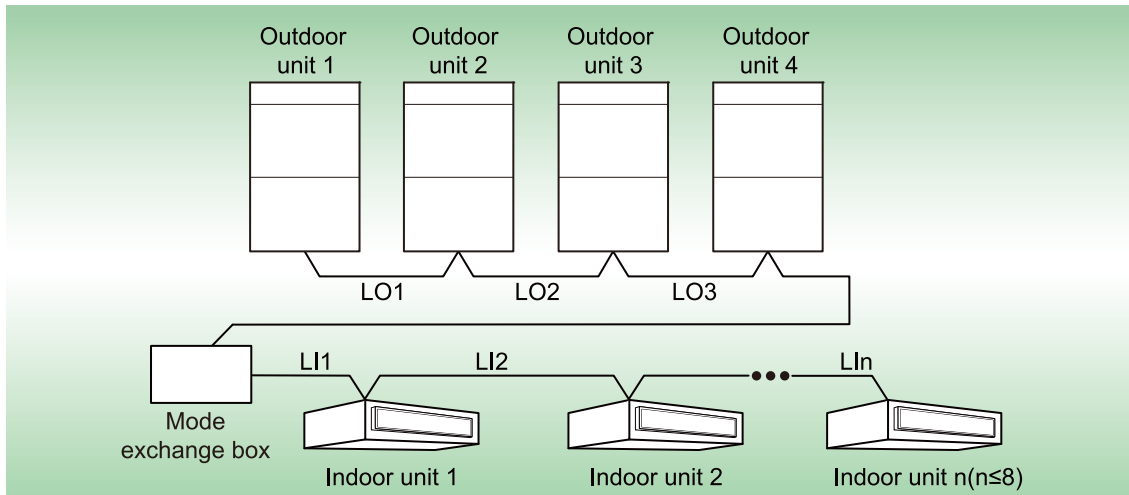 Outdoor
unit 1
Outdoor
unit 2
Outdoor
unit 3
Outdoor
unit 4
LO1
LO2
LO3
LI1
LI2
LIn
Mode
exchange box
Indoor unit 1
Indoor unit 2
Indoor unit n(n≤8)